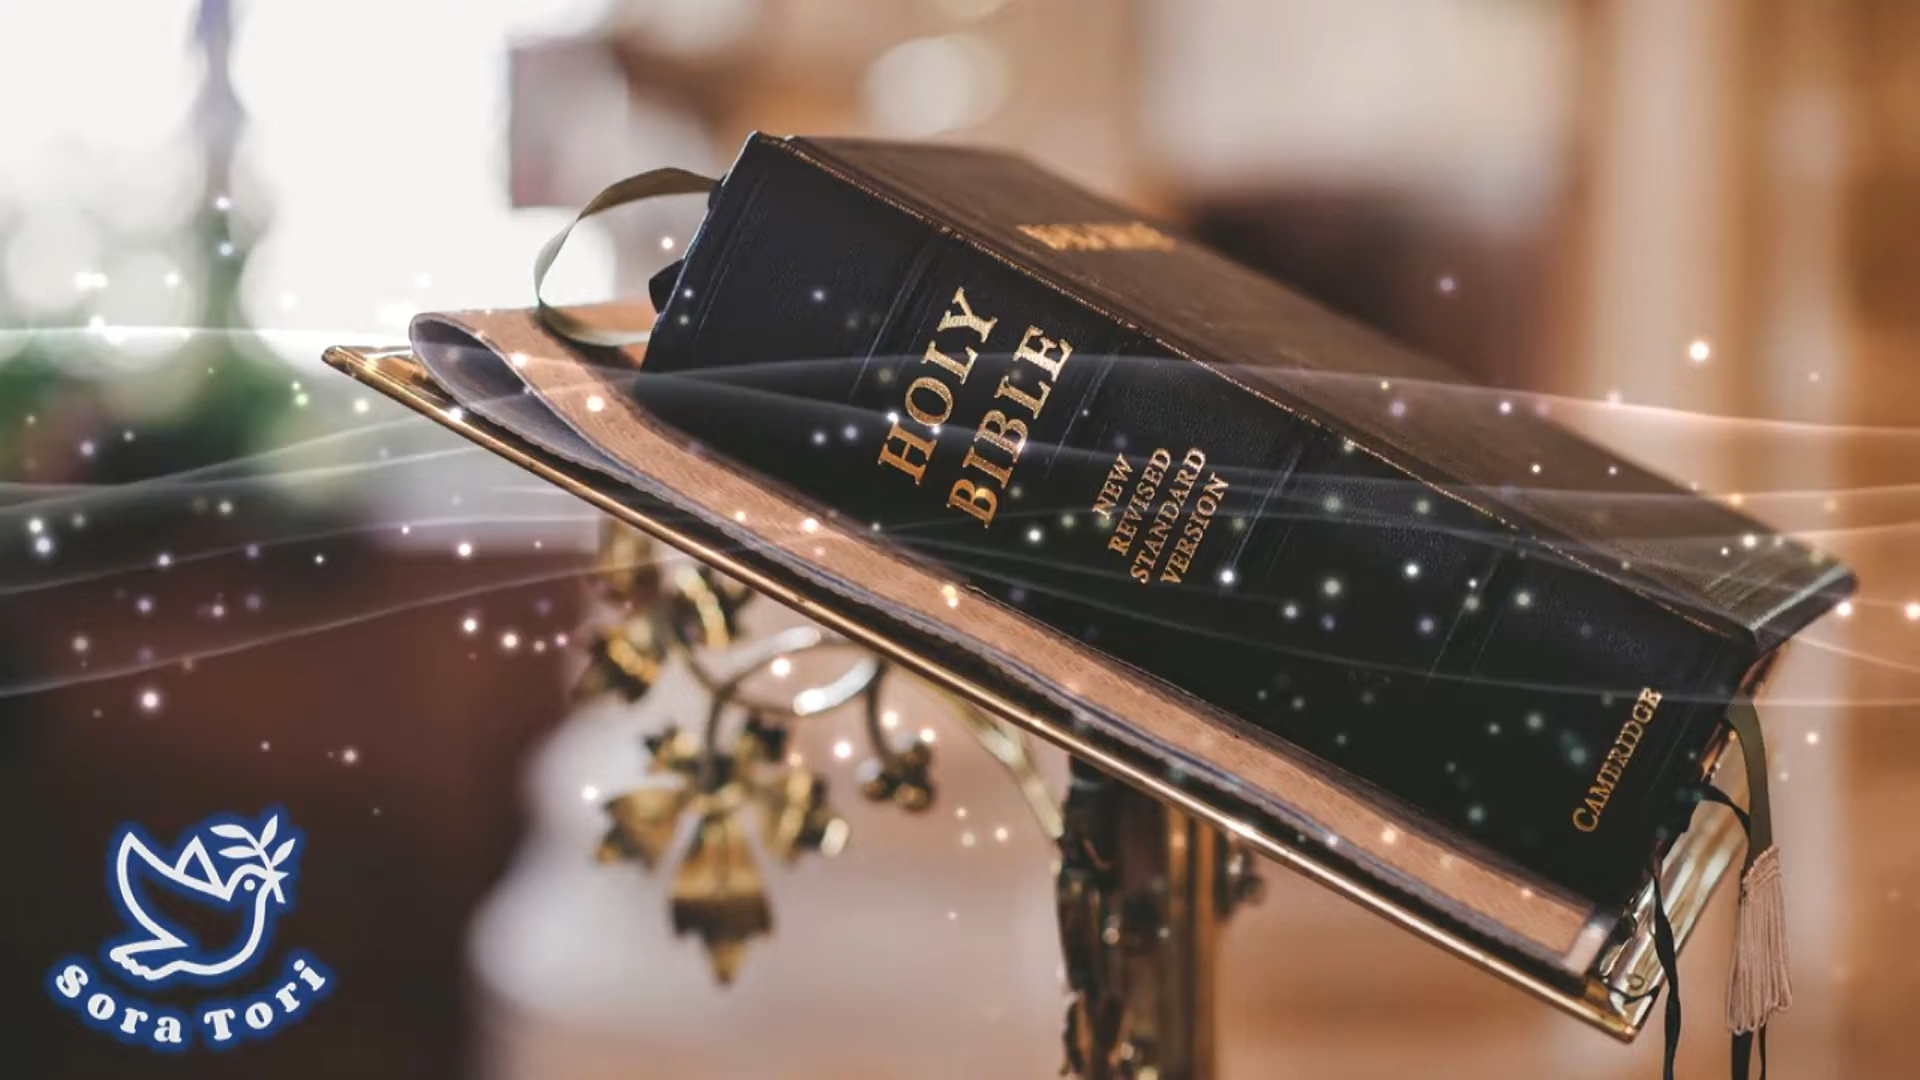 HOLY
BIBLE
NEW
REVISED
STANDARD
VERSION
CAMBRIDGE
Sora Tori